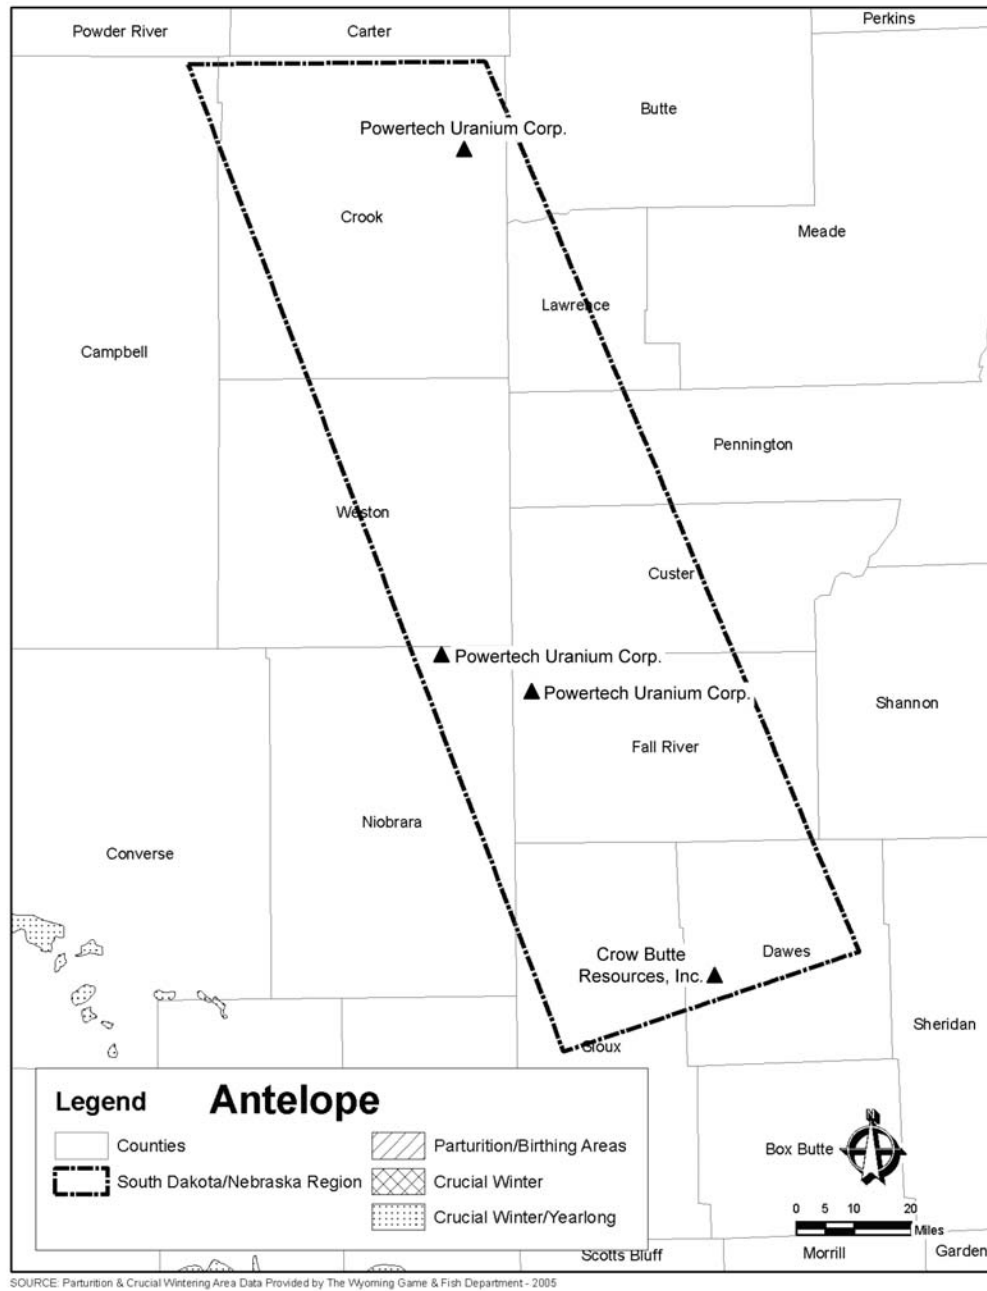 Powder River
Carter
Perkins
Butte
Powertech Uranium Corp.
Crook
Meade
Lawrence
Campbell
Pennington
Weston
Custer
Powertech Uranium Corp.
Powertech Uranium Corp.
Shannon
Fall River
Niobrara
Converse
Crow Butte
Resources, Inc.
Dawes
Sheridan
Sioux
Legend
Antelope
Counties
South Dakota/Nebraska Region
Parturition/Birthing Areas
Crucial Winter
Crucial Winter/Yearlong
N
Box Butte
0 5 10 20
Miles
Scotts Bluff
Morrill
Garden
SOURCE: Parturition & Crucial Wintering Area Data Provided by The Wyoming Game & Fish Department - 2005